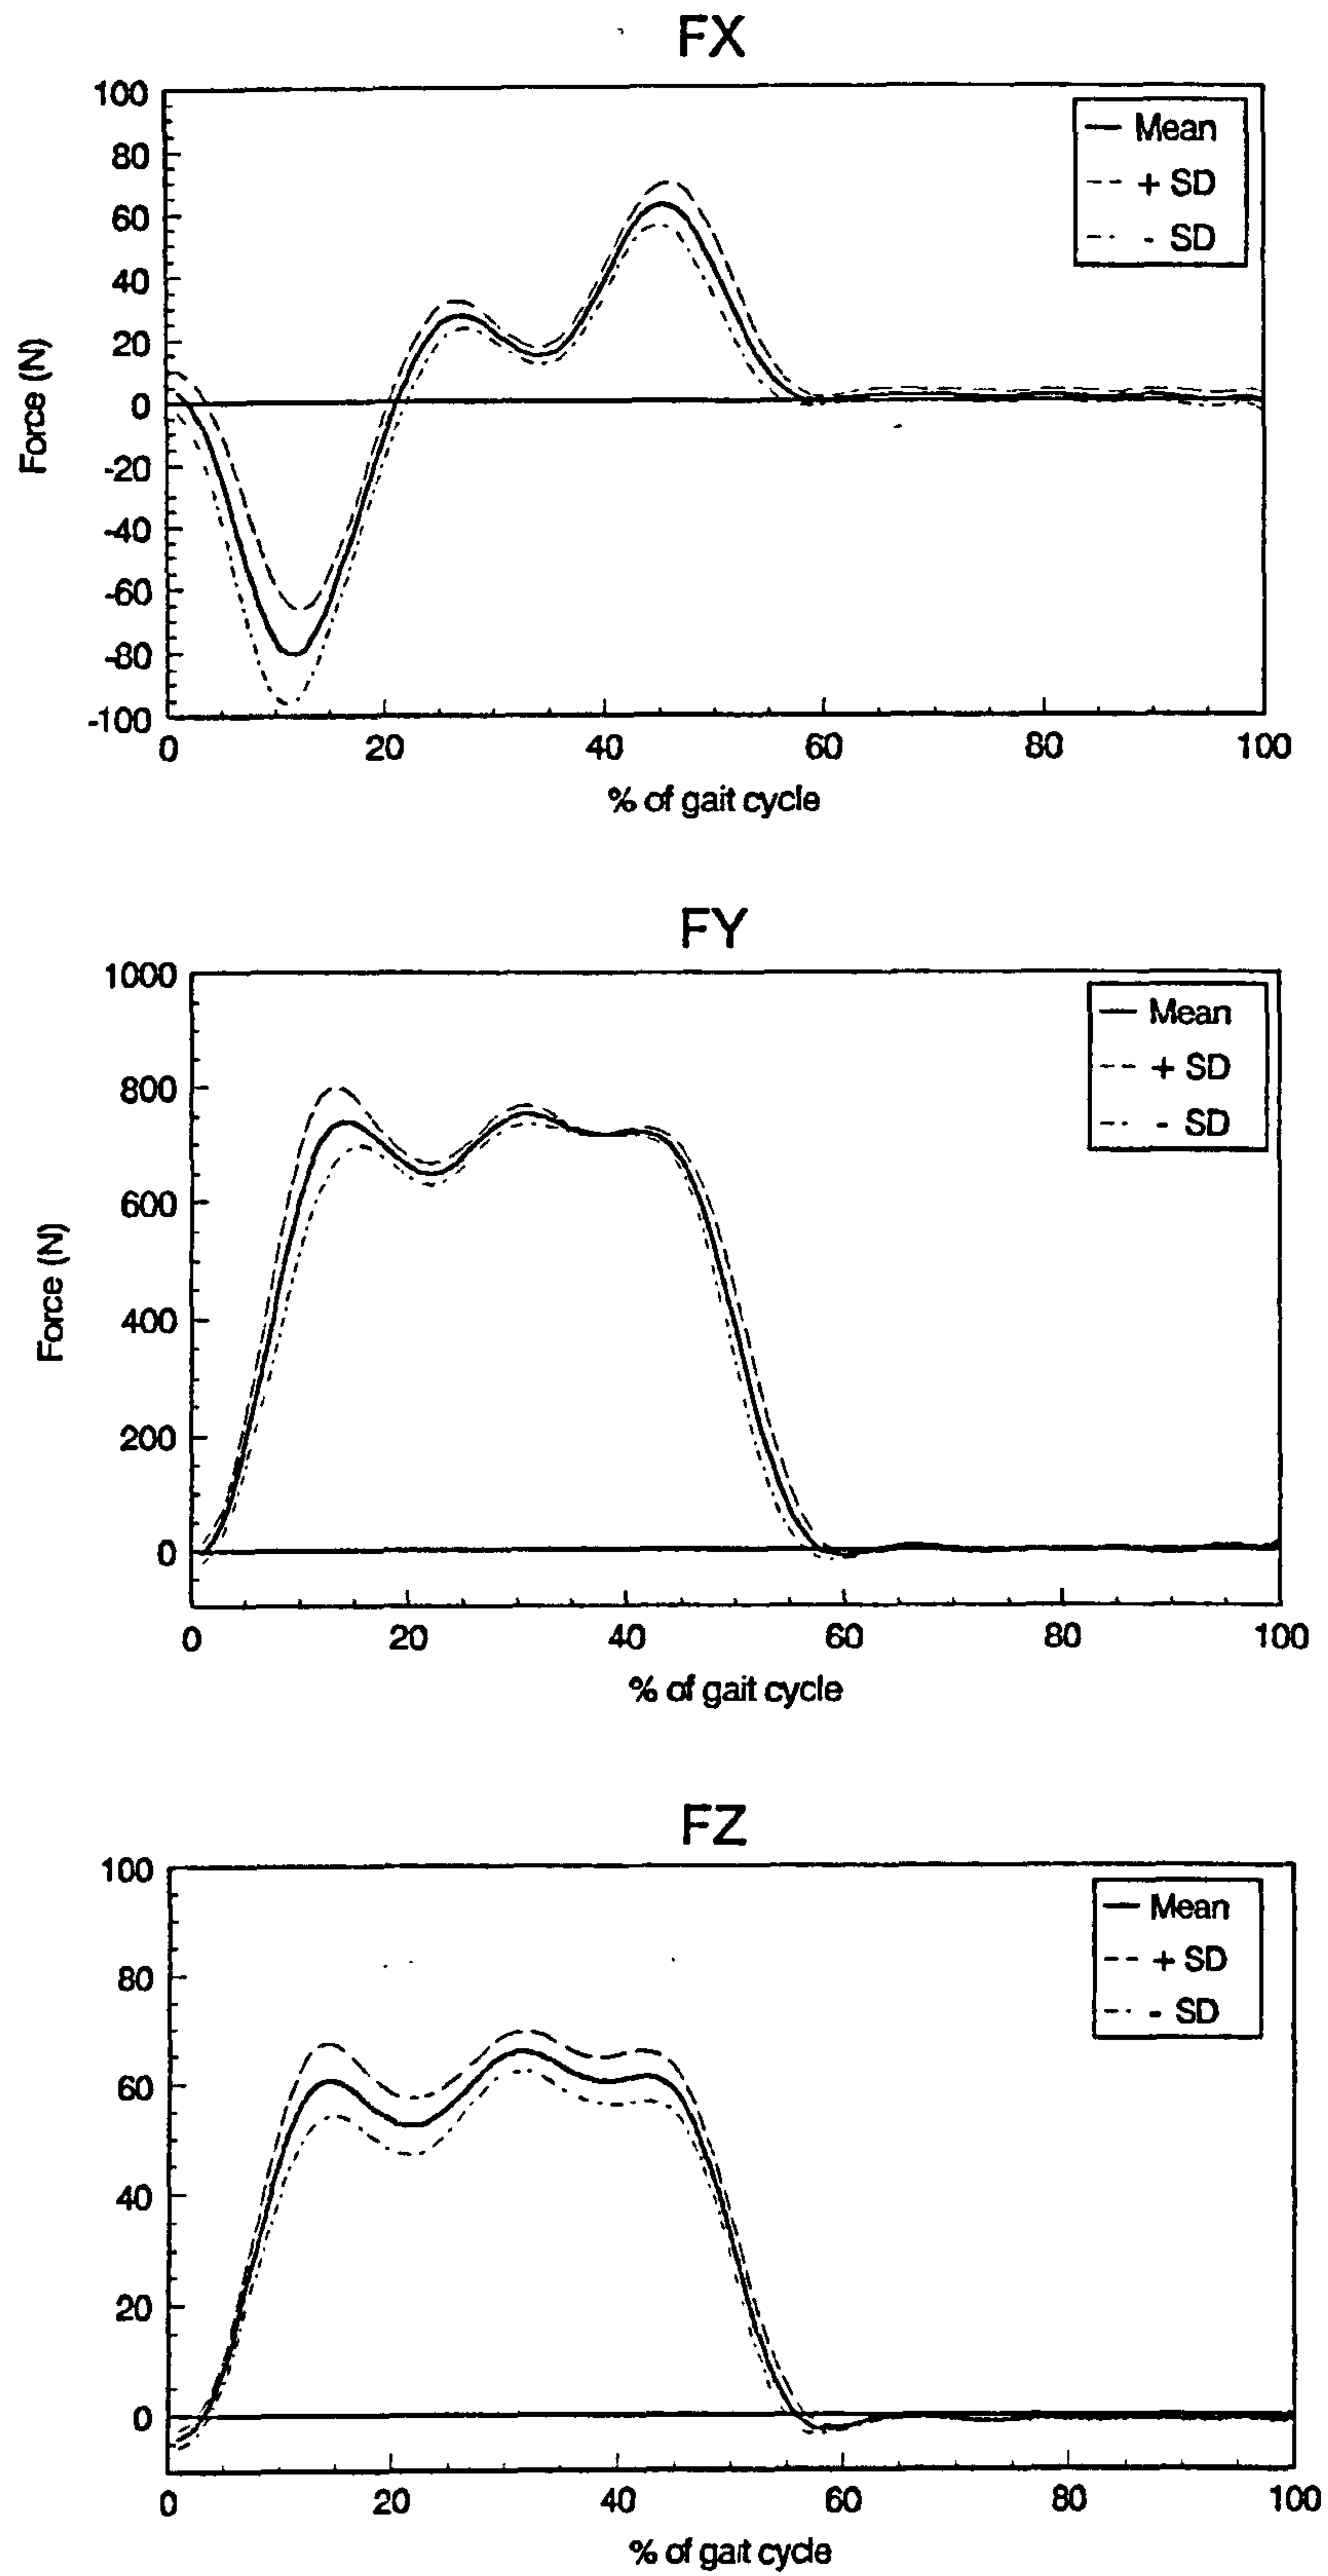 FX
100
80
60
40
20
0
-20
-40
-60
-80
-100
Force (N)
Mean
+ SD
- SD
0 20 40 60 80 100
% of gait cycle
FY
1000
800
600
400
200
0
Force (N)
Mean
+ SD
- SD
0 20 40 60 80 100
% of gait cycle
FZ
100
80
60
40
20
0
Mean
+ SD
- SD
0 20 40 60 80 100
% of gait cycle